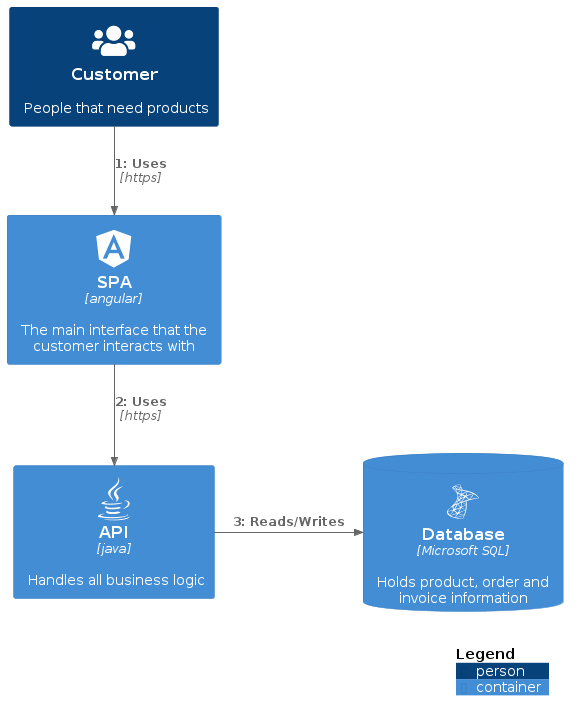 Customer
People that need products
1: Uses
[https]
SPA
[angular]
The main interface that the
customer interacts with
2: Uses
[https]
API
[java]
Handles all business logic
3: Reads/Writes
Database
[Microsoft SQL]
Holds product, order and
invoice information
Legend
person
container